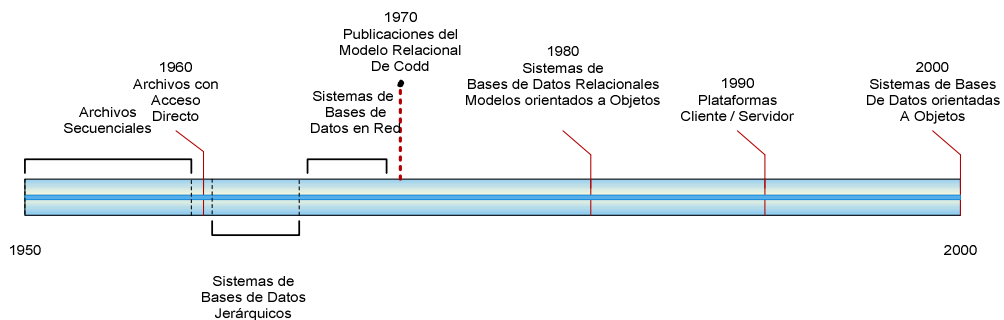 Archivos
Secuenciales
1960
Archivos con
Acceso
Directo
Sistemas de
Bases de
Datos en Red
1970
Publicaciones del
Modelo Relacional
De Codd
1980
Sistemas de
Bases de Datos Relacionales
Modelos orientados a Objetos
1990
Plataformas
Cliente / Servidor
2000
Sistemas de Bases
De Datos orientadas
A Objetos
1950
2000
Sistemas de
Bases de Datos
Jerárquicos